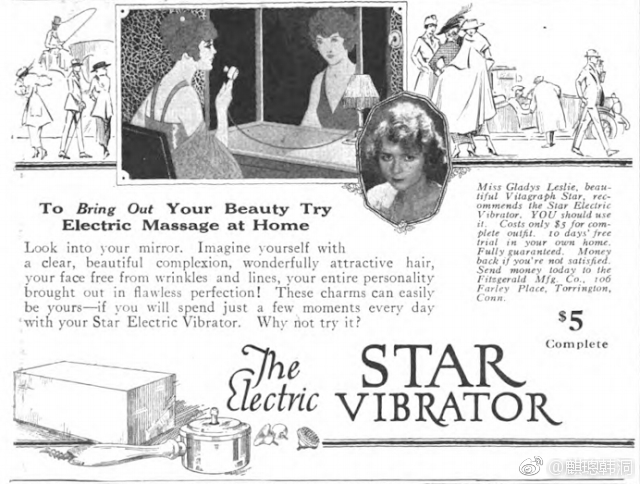 To Bring Out Your Beauty Try
Electric Massage at Home
Look into your mirror. Imagine yourself with
a clear, beautiful complexion, wonderfully attractive hair,
your face free from wrinkles and lines, your entire personality
brought out in flawless perfection! These charms can easily
be yours—if you will spend just a few moments every day
with your Star Electric Vibrator. Why not try it?
Miss Gladys Leslie, beau-
tiful Vitagraph Star, rec-
ommends the Star Electric
Vibrator. YOU should use
it. Costs only $5 for com-
plete outfit. 10 days' free
trial in your own home.
Fully guaranteed. Money
back if you're not satisfied.
Send money today to the
Fitzgerald Mfg. Co., 106
Farley Place, Torrington,
Conn.
$5
Complete
The
Electric
STAR
VIBRATOR
@麒聪韩洞